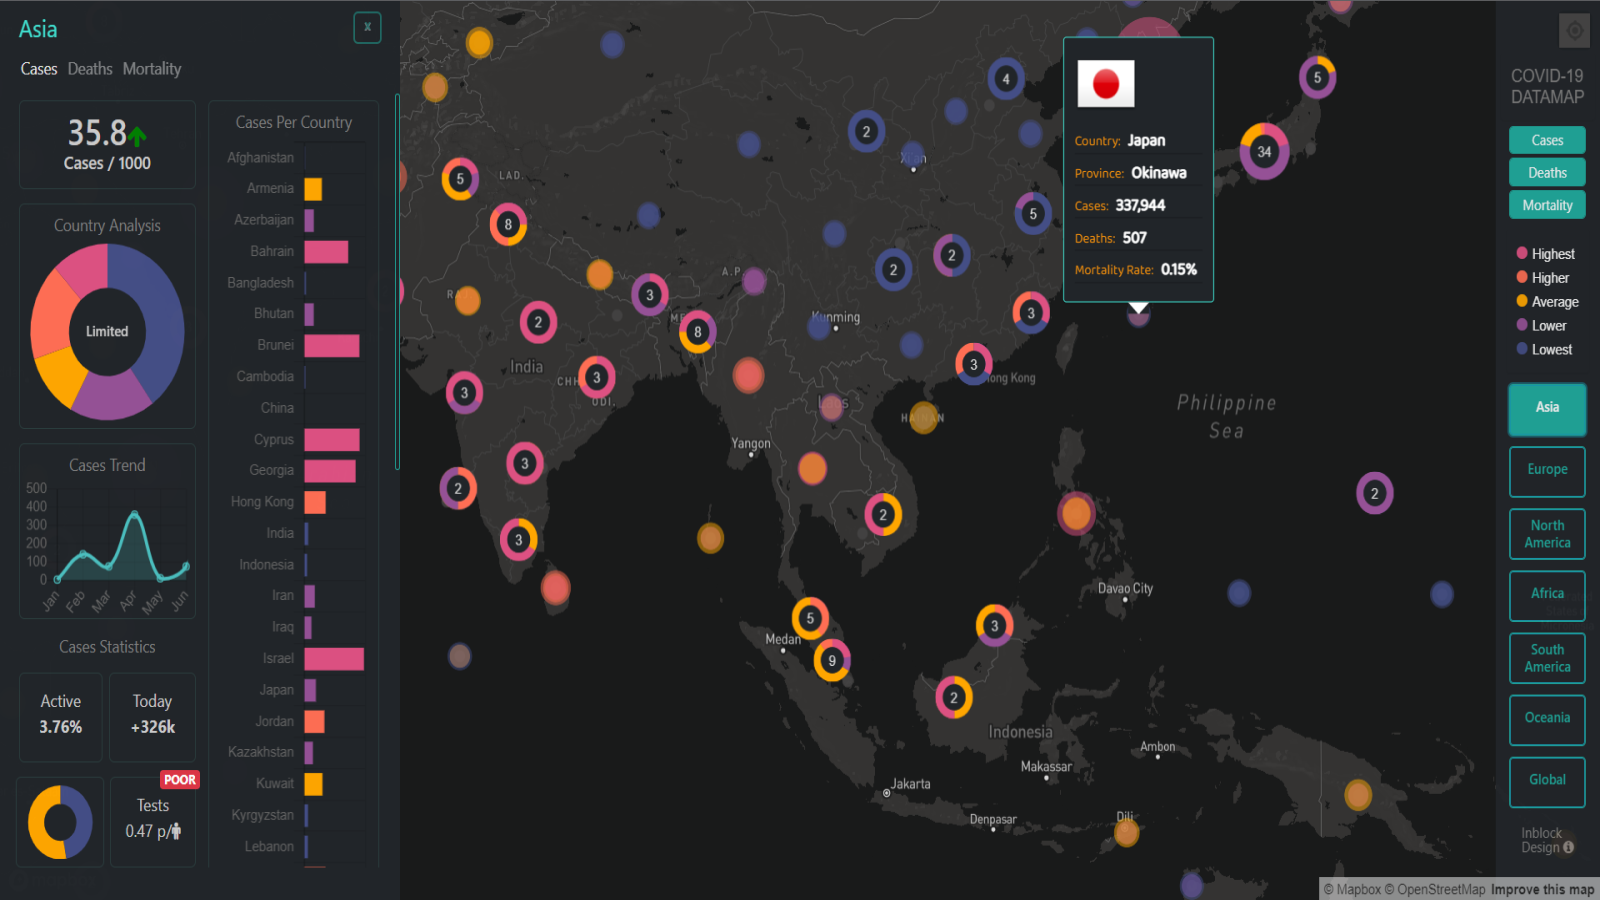 Asia
x
Cases Deaths Mortality
35.8
Cases / 1000
Country Analysis
Limited
Cases Trend
500
400
300
200
100
0
Jan
Feb
Mar
Apr
May
Jun
Cases Statistics
Active
3.76%
Today
+326k
POOR
Tests
0.47 p/
Cases Per Country
Afghanistan
Armenia
Azerbaijan
Bahrain
Bangladesh
Bhutan
Brunei
Cambodia
China
Cyprus
Georgia
Hong Kong
India
Indonesia
Iran
Iraq
Israel
Japan
Jordan
Kazakhstan
Kuwait
Kyrgyzstan
Lebanon
4
5
2
34
Xi'an
5
LAD.
8
5
2
2
A.P.
3
3
Kunming
8
2
India
3
Hong Kong
3
CHH
ODI.
3
Laos
HAINAN
Philippine
Sea
Yangon
3
2
2
2
3
Davao City
5
3
Medan
9
2
Indonesia
Ambon
Makassar
Jakarta
Denpasar
Dili
Country: Japan
Province: Okinawa
Cases: 337,944
Deaths: 507
Mortality Rate: 0.15%
COVID-19
DATAMAP
Cases
Deaths
Mortality
Highest
Higher
Average
Lower
Lowest
Asia
Europe
North
America
Africa
South
America
Oceania
Global
Inblock
Design
© Mapbox © OpenStreetMap Improve this map